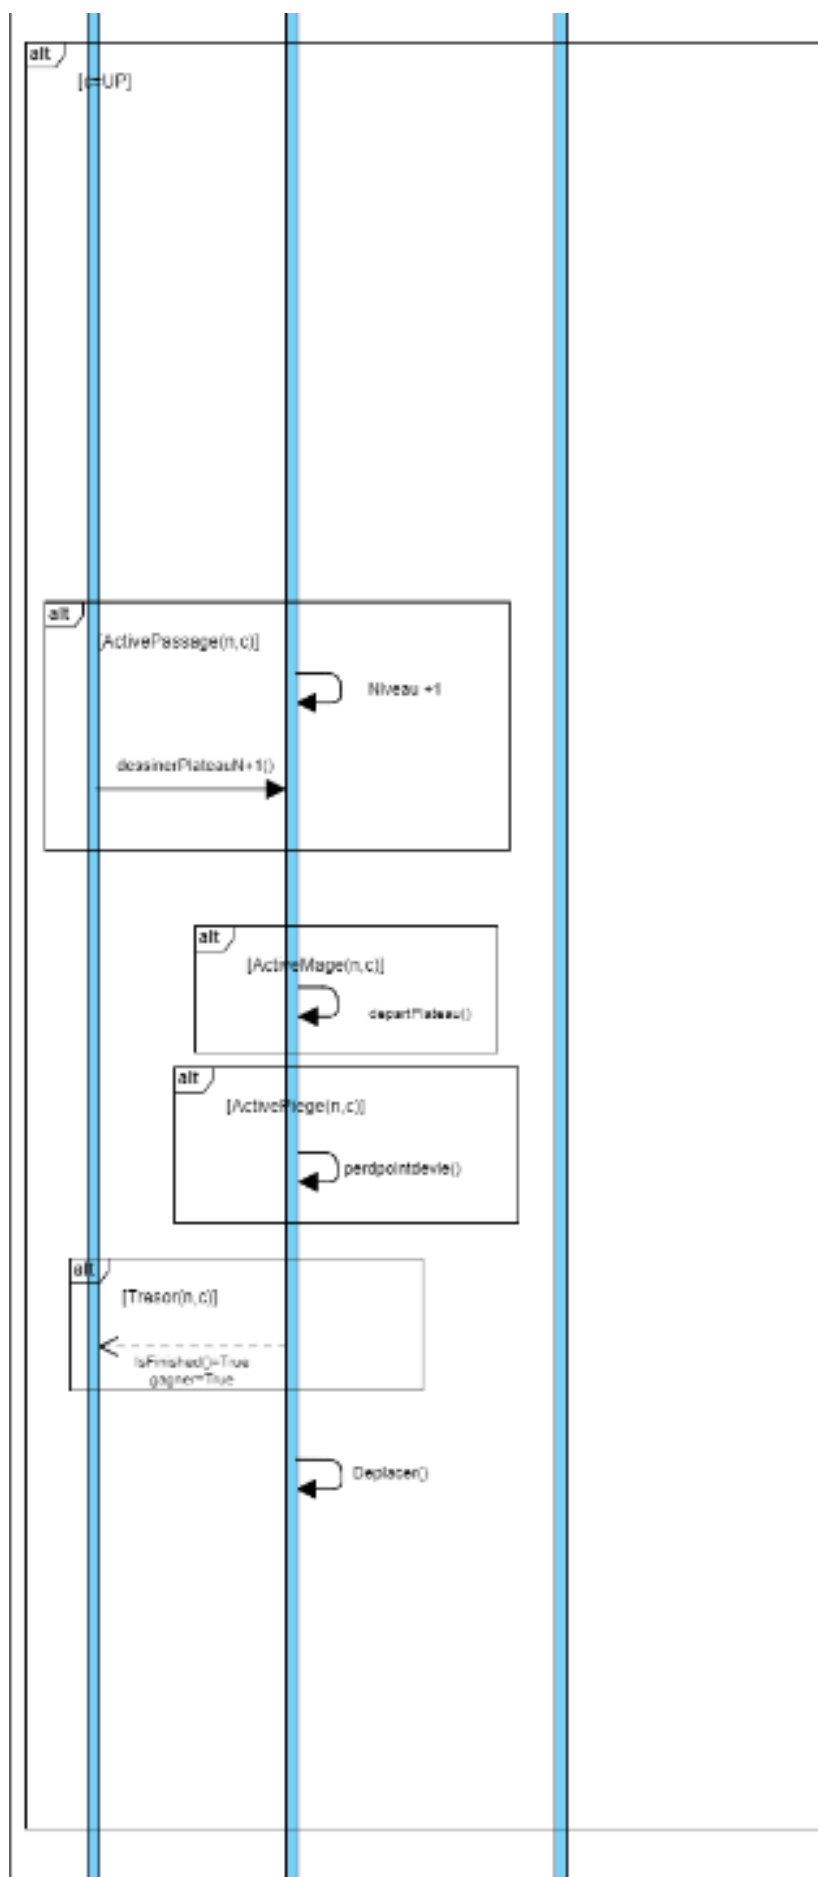 alt
[c=UP]
alt
[ActivePassage(n,c)]
Niveau +1
dessinerPlateauN+1()
alt
[ActiveMage(n,c)]
departPlateau()
alt
[ActivePiege(n,c)]
perdpointdevie()
alt
[Tresor(n,c)]
IsFinished()=True
gagner=True
Deplacer()